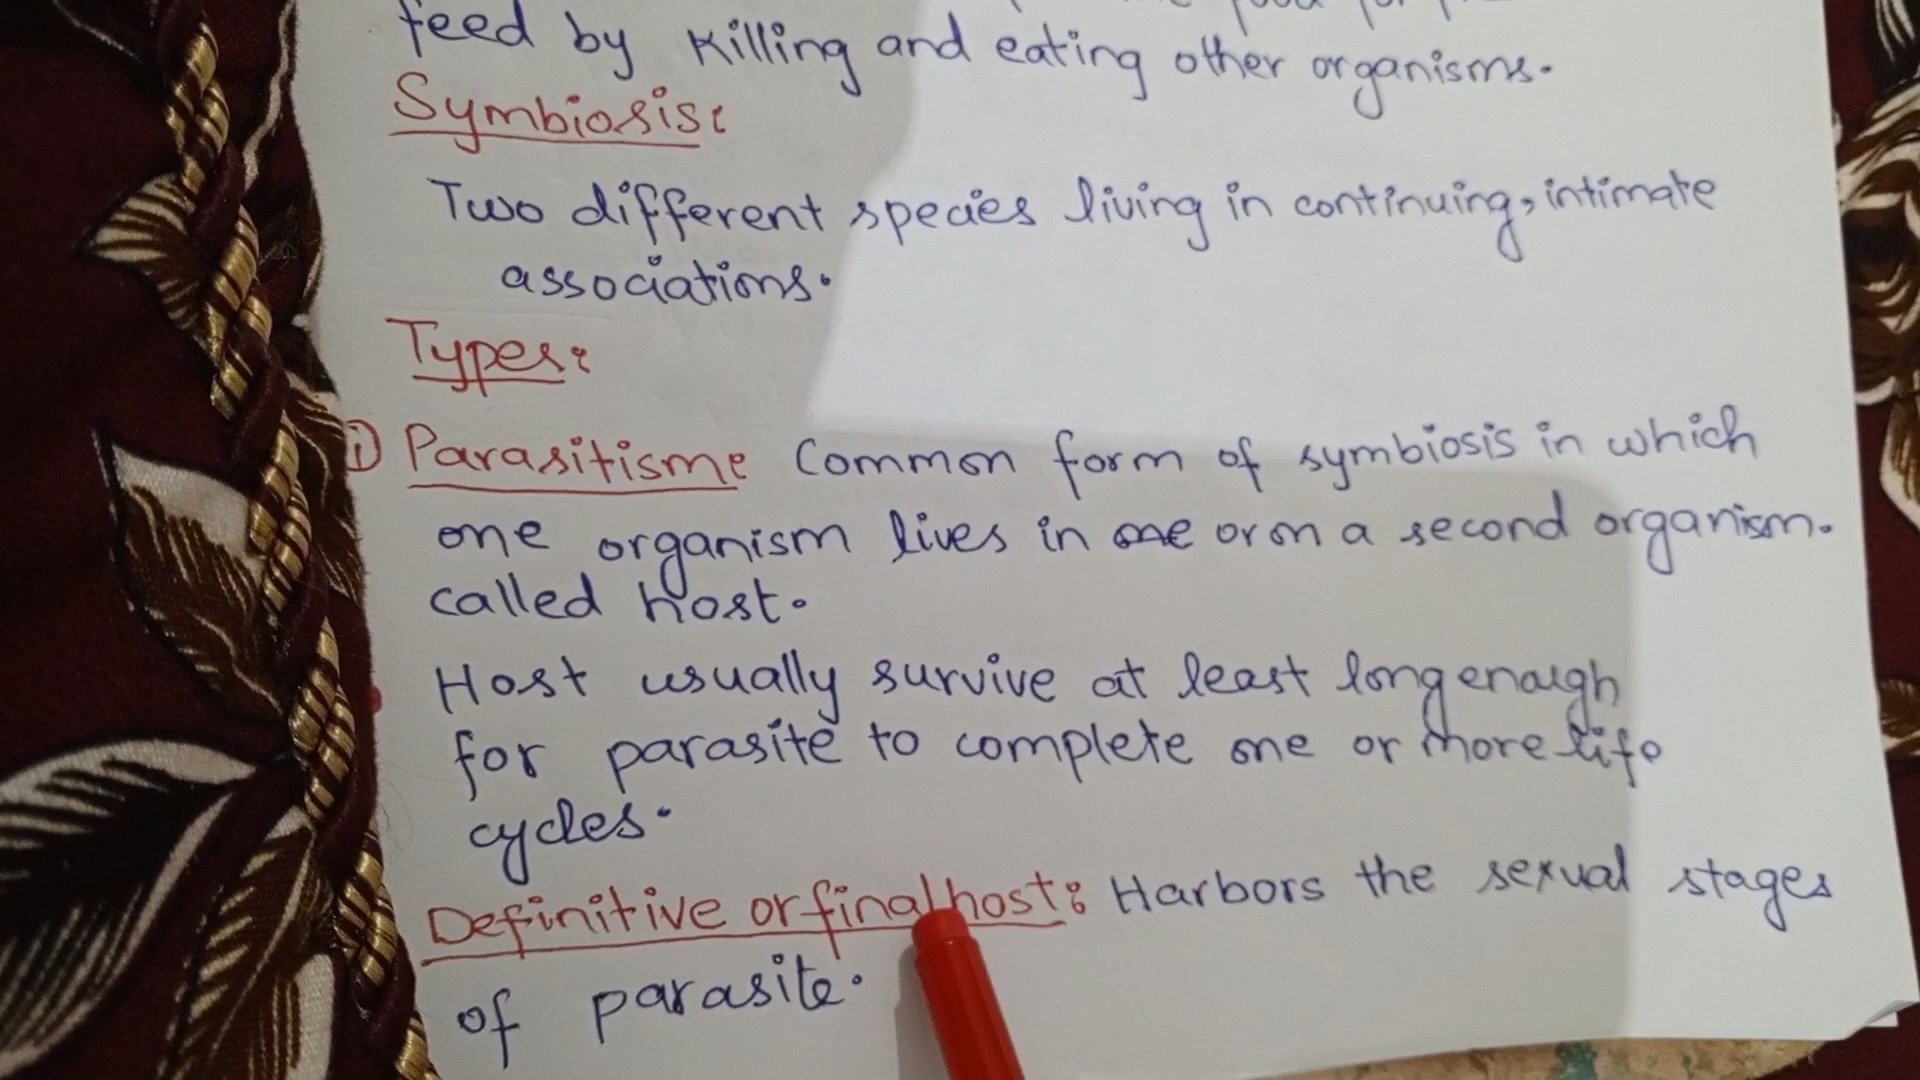 feed by killing and eating other organisms.
Symbiosis:
Two different species living in continuing, intimate
associations.
Types:
i) Parasitism: Common form of symbiosis in which
one organism lives in one or on a second organism.
called host.
Host usually survive at least long enough
for parasite to complete one or more life
cycles.
Definitive or final host: Harbors the sexual stages
of parasite.